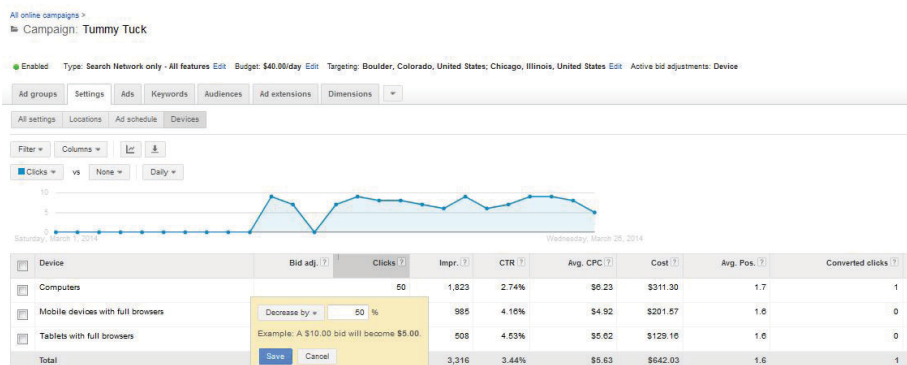 All online campaigns >
Campaign: Tummy Tuck
Enabled Type: Search Network only - All features Edit Budget: $40.00/day Edit Targeting: Boulder, Colorado, United States; Chicago, Illinois, United States Edit Active bid adjustments: Device
Ad groups Settings Ads Keywords Audiences Ad extensions Dimensions
All settings Locations Ad schedule Devices
Filter Columns
Clicks vs None Daily
10
5
0
Saturday, March 1, 2014 Wednesday, March 26, 2014
Device Bid adj. ? Clicks ? Impr. ? CTR ? Avg. CPC ? Cost ? Avg. Pos. ? Converted clicks ?
Computers 50 1,823 2.74% $6.23 $311.30 1.7 1
Mobile devices with full browsers Decrease by 50 % 985 4.16% $4.92 $201.57 1.6 0
Example: A $10.00 bid will become $5.00.
Tablets with full browsers 508 4.53% $5.62 $129.16 1.6 0
Save Cancel
Total 3,316 3.44% $5.63 $642.03 1.6 1